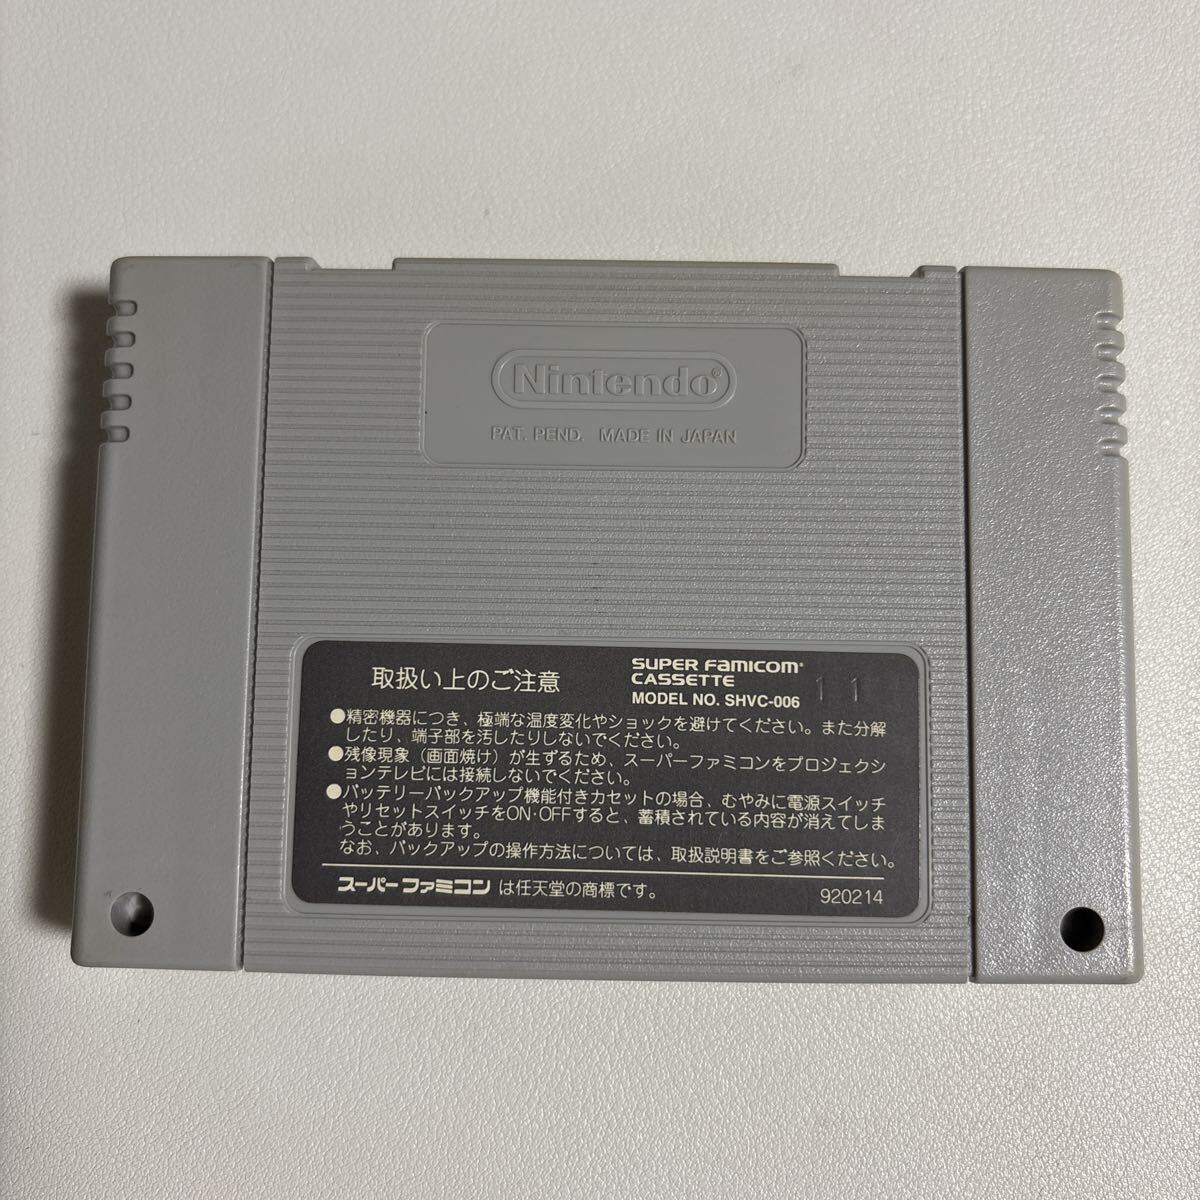 Nintendo®
PAT. PEND. MADE IN JAPAN
取扱い上のご注意
SUPER FAMICOM®
CASSETTE
MODEL NO. SHVC-006
11
●精密機器につき、極端な温度変化やショックを避けてください。また分解
したり、端子部を汚したりしないでください。
●残像現象（画面焼け）が生ずるため、スーパーファミコンをプロジェクシ
ョンテレビには接続しないでください。
●バッテリーバックアップ機能付きカセットの場合、むやみに電源スイッチ
やリセットスイッチをON·OFFすると、蓄積されている内容が消えてしま
うことがあります。
なお、バックアップの操作方法については、取扱説明書をご参照ください。
スーパーファミコン は任天堂の商標です。
920214